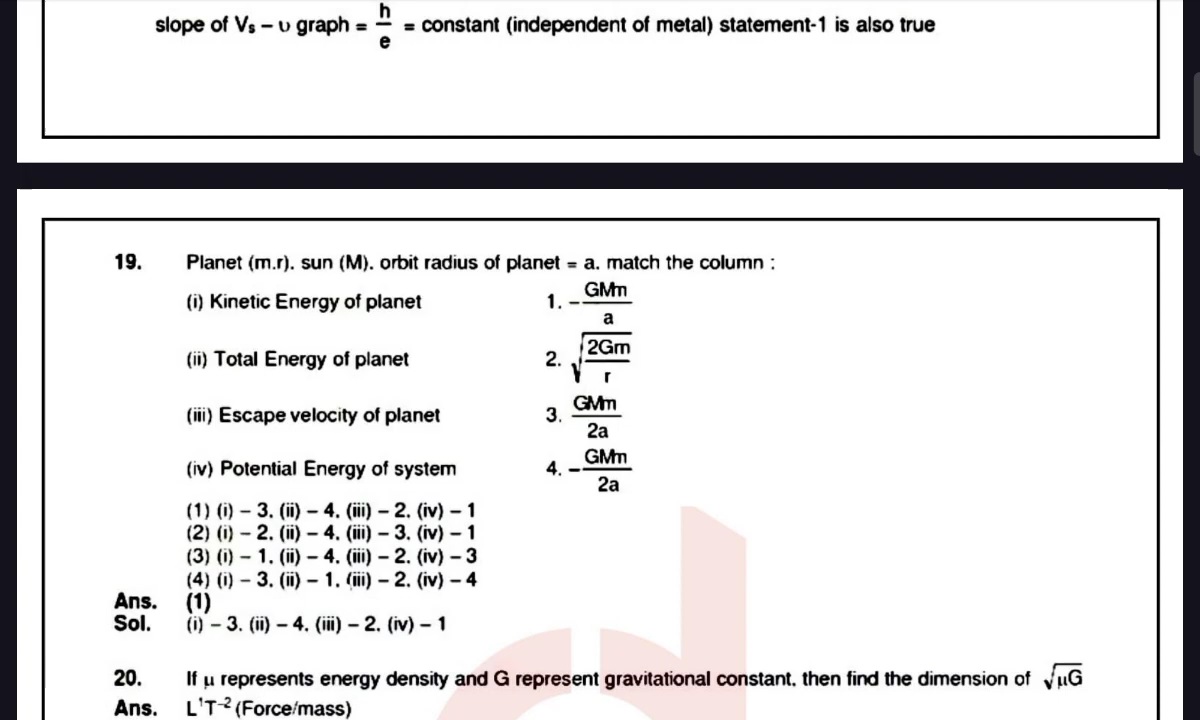 slope of Vs – υ graph = h/e = constant (independent of metal) statement-1 is also true
19. Planet (m.r). sun (M). orbit radius of planet = a. match the column :
(i) Kinetic Energy of planet 1. -GMm/a
(ii) Total Energy of planet 2. √(2Gm/r)
(iii) Escape velocity of planet 3. GMm/2a
(iv) Potential Energy of system 4. -GMm/2a
(1) (i) – 3. (ii) – 4. (iii) – 2. (iv) – 1
(2) (i) – 2. (ii) – 4. (iii) – 3. (iv) – 1
(3) (i) – 1. (ii) – 4. (iii) – 2. (iv) – 3
(4) (i) – 3. (ii) – 1. (iii) – 2. (iv) – 4
Ans. (1)
Sol. (i) – 3. (ii) – 4. (iii) – 2. (iv) – 1
20. If μ represents energy density and G represent gravitational constant. then find the dimension of √μG
Ans. L¹T⁻² (Force/mass)